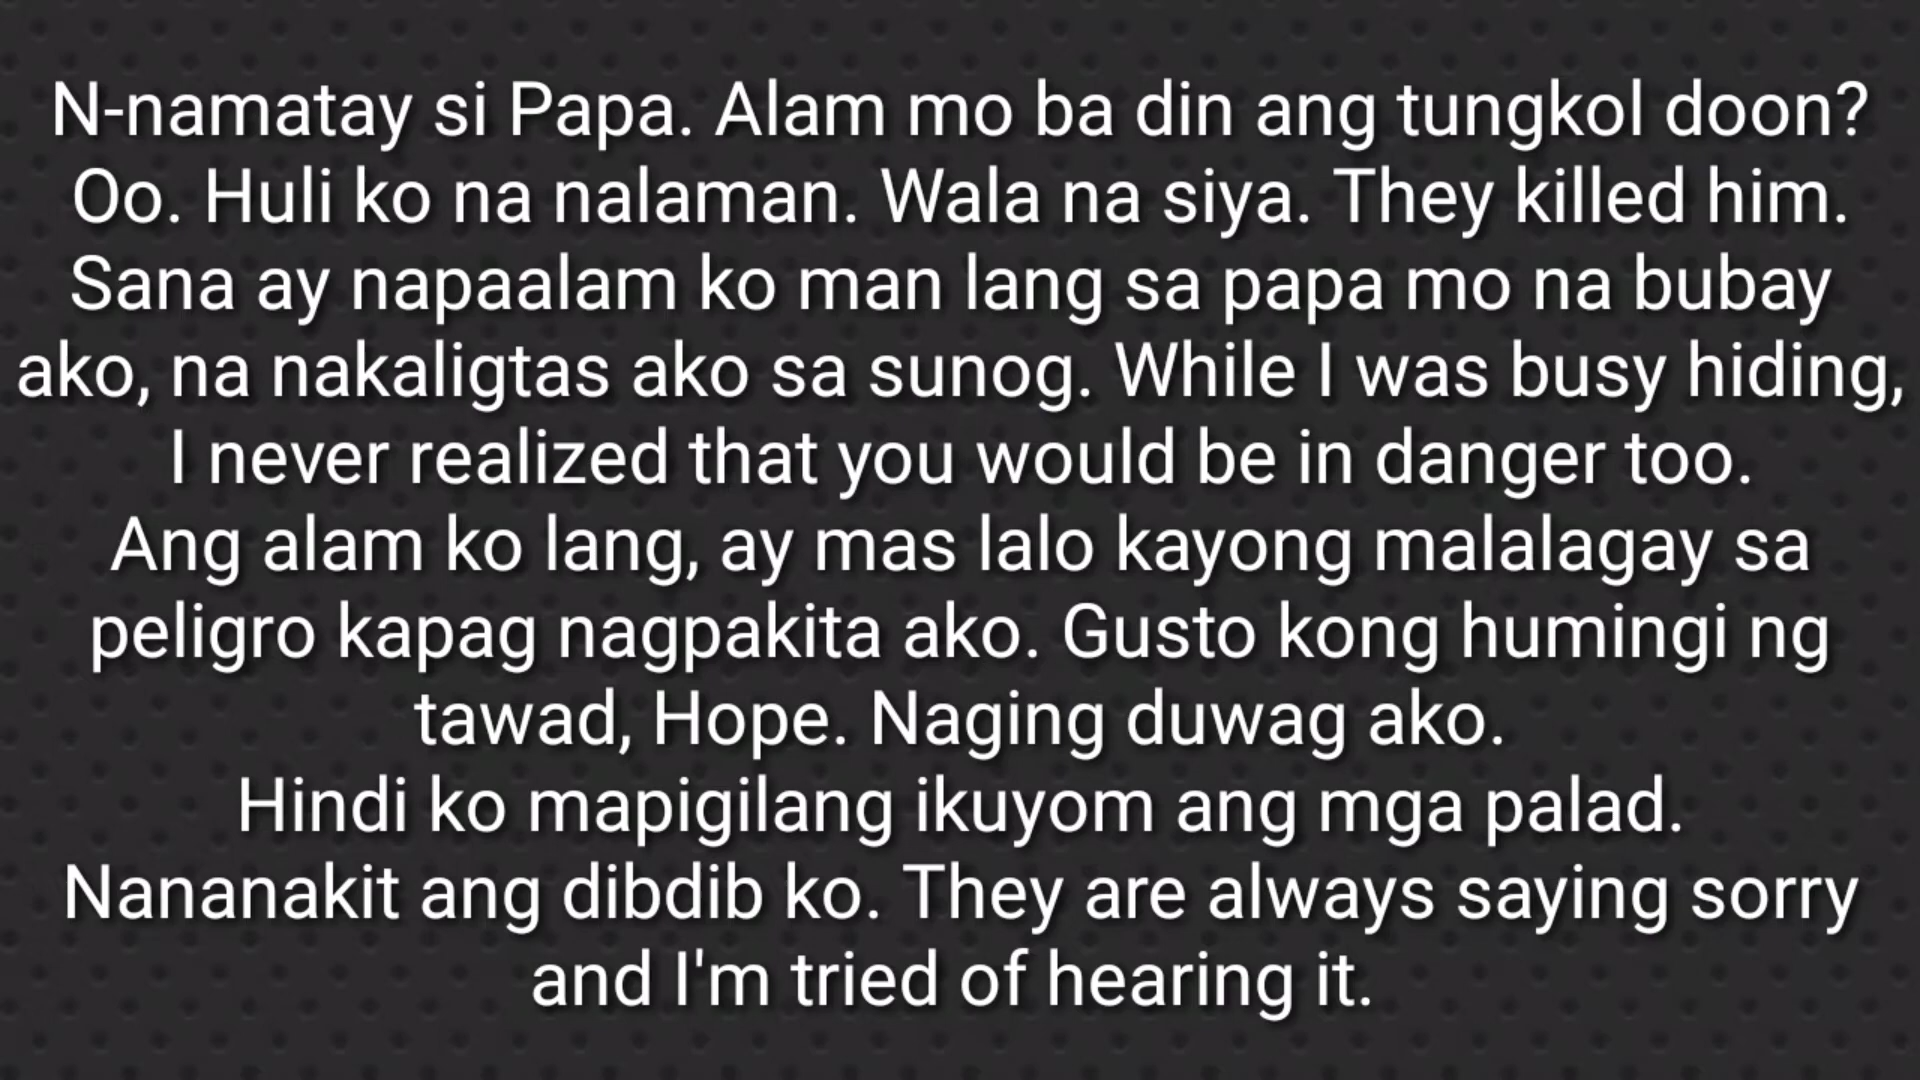 N-namatay si Papa. Alam mo ba din ang tungkol doon?
Oo. Huli ko na nalaman. Wala na siya. They killed him.
Sana ay napaalam ko man lang sa papa mo na bubay
ako, na nakaligtas ako sa sunog. While I was busy hiding,
I never realized that you would be in danger too.
Ang alam ko lang, ay mas lalo kayong malalagay sa
peligro kapag nagpakita ako. Gusto kong humingi ng
tawad, Hope. Naging duwag ako.
Hindi ko mapigilang ikuyom ang mga palad.
Nananakit ang dibdib ko. They are always saying sorry
and I'm tried of hearing it.